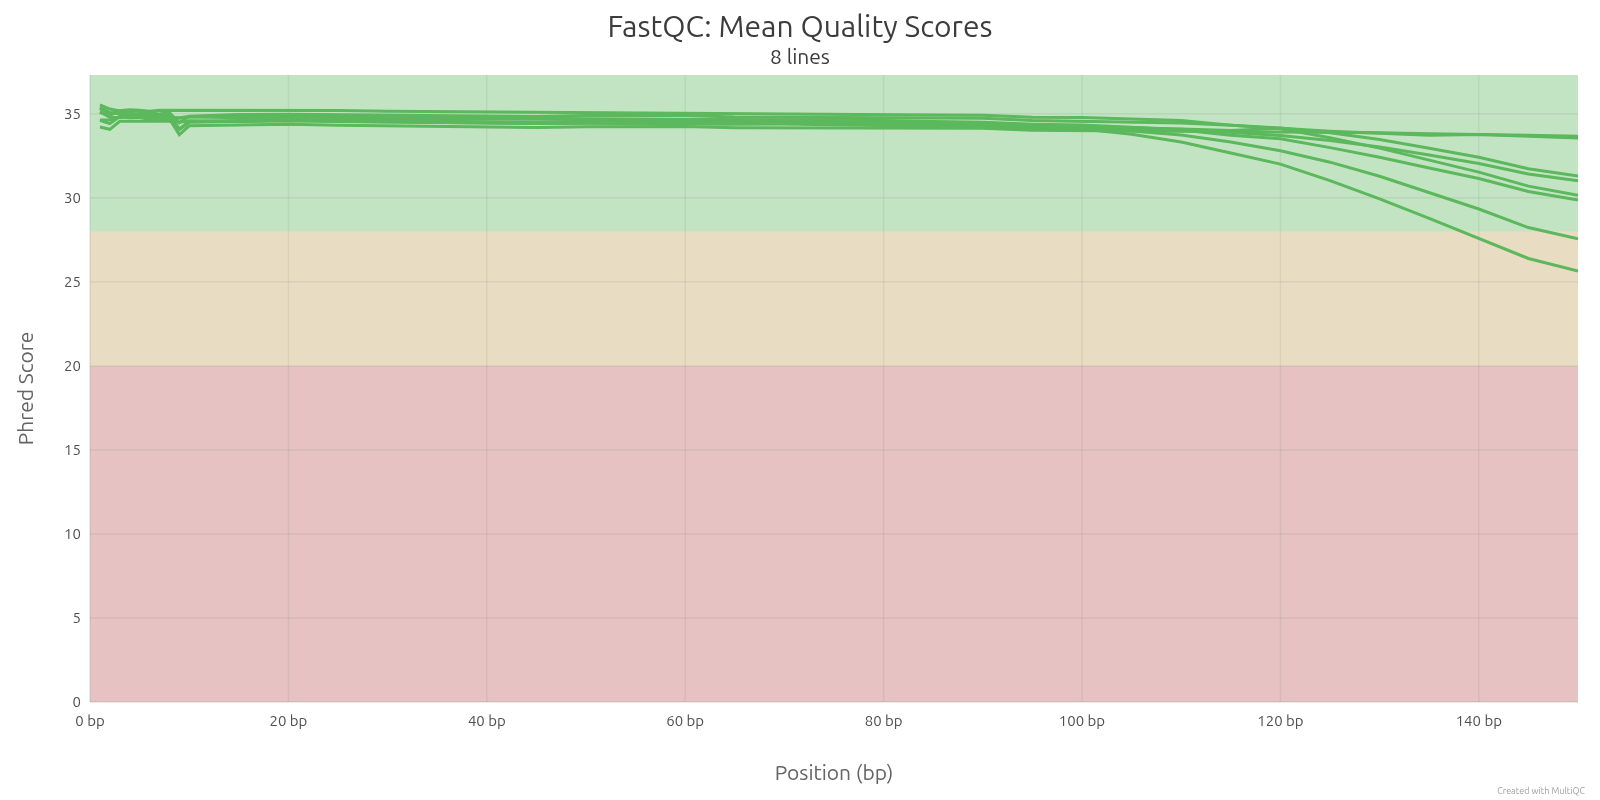 FastQC: Mean Quality Scores
8 lines
35
30
25
20
15
10
5
0
Phred Score
0 bp 20 bp 40 bp 60 bp 80 bp 100 bp 120 bp 140 bp
Position (bp)
Created with MultiQC